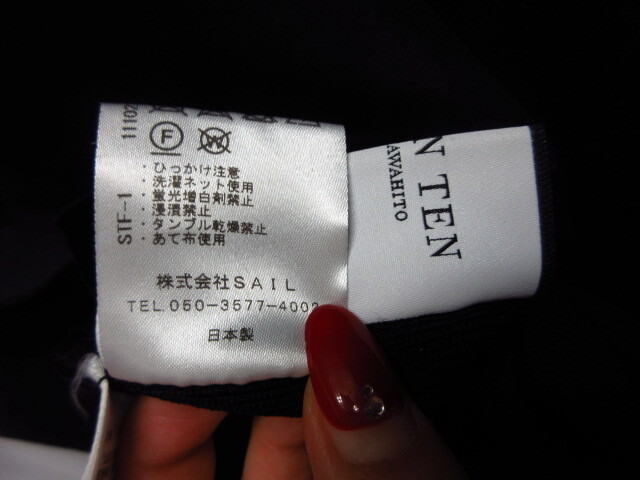 11102
F
W
・ひっかけ注意
・洗濯ネット使用
・蛍光増白剤禁止
・浸漬禁止
・タンブル乾燥禁止
・あて布使用
STF-1
株式会社SAIL
TEL.050-3577-4002
日本製
N TEN
AWAHITO